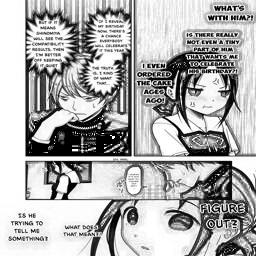 BUT IF IT
MEANS
SHINOMIYA
WILL SEE THE
COMPATIBILITY
RESULTS, THEN
I'M BETTER
OFF KEEPING
IT QUIET.
IF I REVEAL
MY BIRTHDAY
NOW, THERE'S
A CHANCE
EVERYBODY WILL
CELEBRATE
IT THIS YEAR.
THE TRUTH
IS, I KIND
OF WANT
THAT...
WHAT'S
WITH HIM?!
IS THERE REALLY
NOT EVEN A TINY
PART OF HIM
THAT WANTS ME
TO CELEBRATE
HIS BIRTHDAY?!
I EVEN
ORDERED
THE CAKE
AGES
AGO!
IS HE
TRYING TO
TELL ME
SOMETHING?
WHAT DOES
THAT MEAN?
FIGURE
OUT?